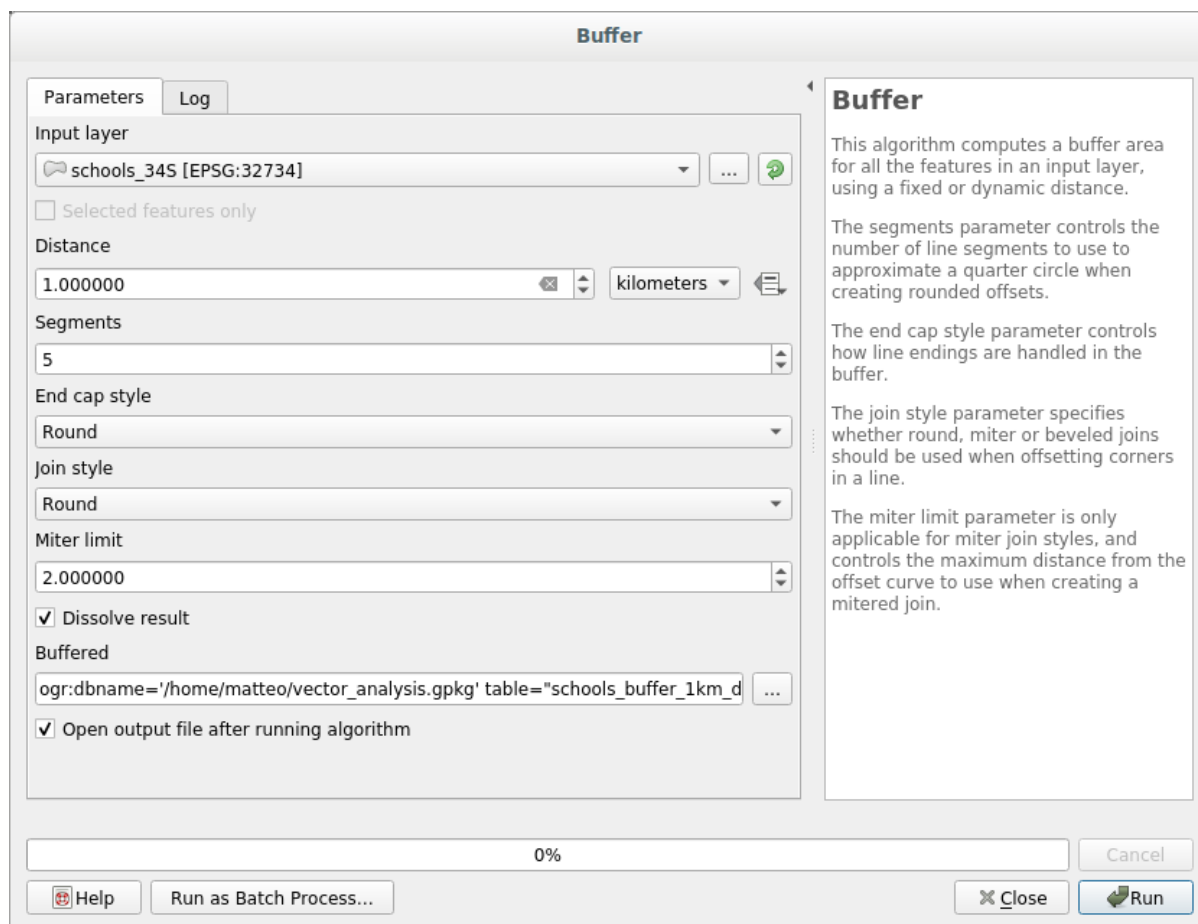 Buffer
Parameters
Log
Input layer
schools_34S [EPSG:32734]
...
Selected features only
Distance
1.000000
kilometers
Segments
5
End cap style
Round
Join style
Round
Miter limit
2.000000
Dissolve result
Buffered
ogr:dbname='/home/matteo/vector_analysis.gpkg' table="schools_buffer_1km_d
...
Open output file after running algorithm
Buffer
This algorithm computes a buffer area
for all the features in an input layer,
using a fixed or dynamic distance.
The segments parameter controls the
number of line segments to use to
approximate a quarter circle when
creating rounded offsets.
The end cap style parameter controls
how line endings are handled in the
buffer.
The join style parameter specifies
whether round, miter or beveled joins
should be used when offsetting corners
in a line.
The miter limit parameter is only
applicable for miter join styles, and
controls the maximum distance from the
offset curve to use when creating a
mitered join.
0%
Cancel
Help
Run as Batch Process...
Close
Run